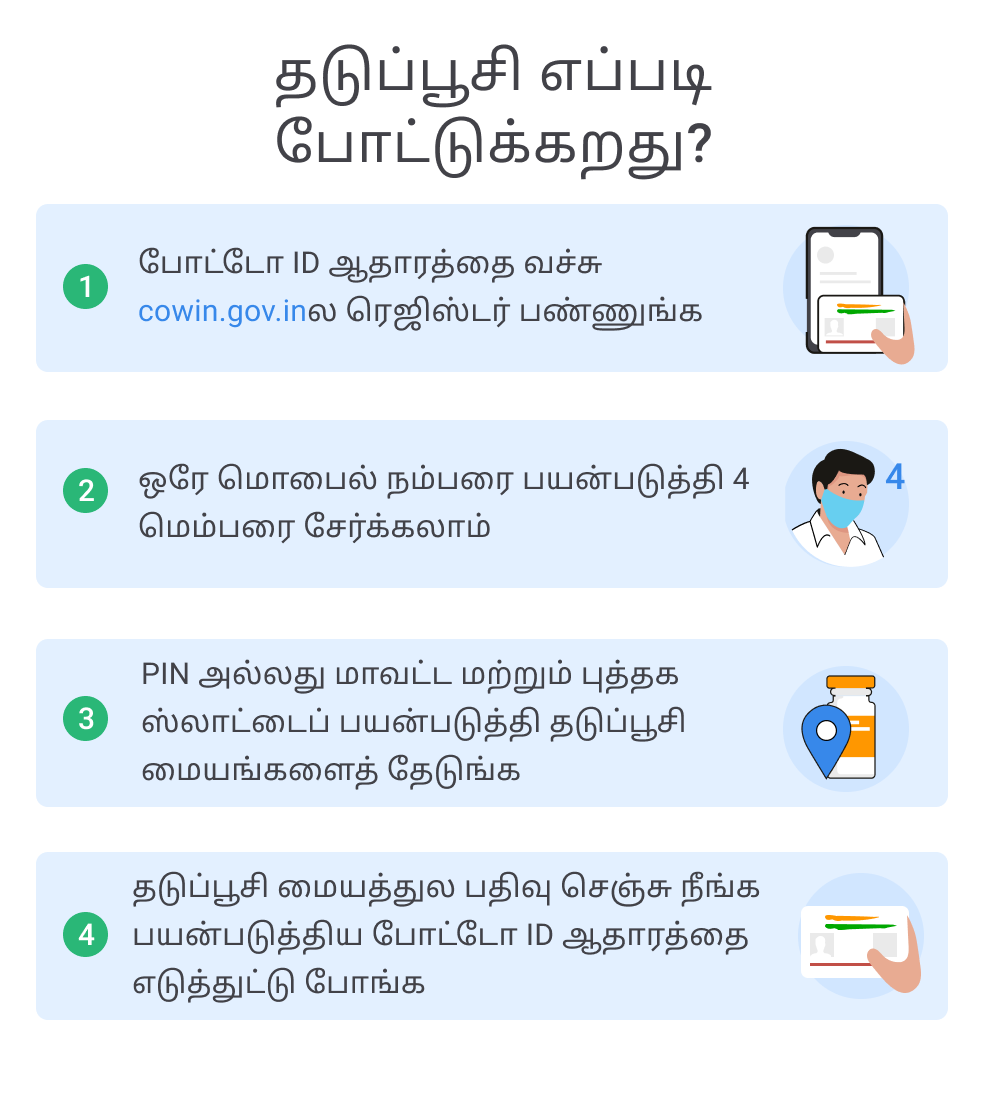 தடுப்பூசி எப்படி
போட்டுக்கறது?
1
போட்டோ ID ஆதாரத்தை வச்சு
cowin.gov.inல ரெஜிஸ்டர் பண்ணுங்க
2
ஒரே மொபைல் நம்பரை பயன்படுத்தி 4
மெம்பரை சேர்க்கலாம்
4
3
PIN அல்லது மாவட்ட மற்றும் புத்தக
ஸ்லாட்டைப் பயன்படுத்தி தடுப்பூசி
மையங்களைத் தேடுங்க
4
தடுப்பூசி மையத்துல பதிவு செஞ்சு நீங்க
பயன்படுத்திய போட்டோ ID ஆதாரத்தை
எடுத்துட்டு போங்க